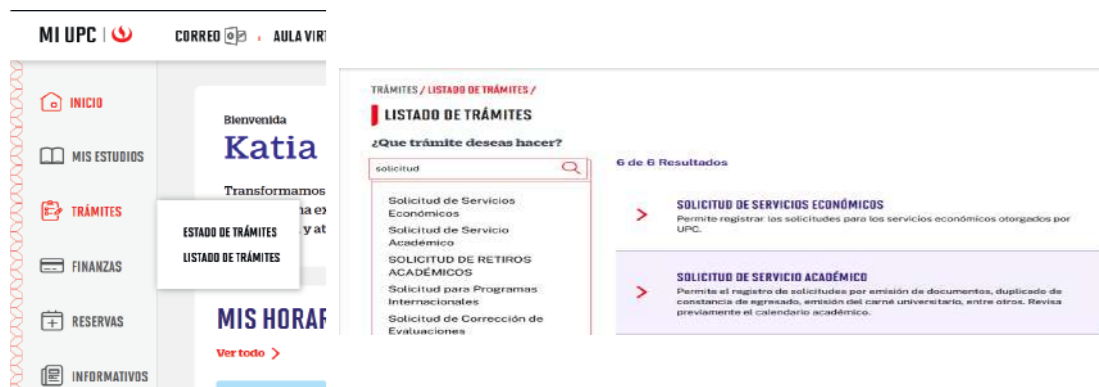 MI UPC
CORREO
AULA VIRT
INICIO
MIS ESTUDIOS
TRÁMITES
FINANZAS
RESERVAS
INFORMATIVOS
Bienvenida
Katia
Transformamos
na ex
y at
ESTADO DE TRÁMITES
LISTADO DE TRÁMITES
MIS HORAR
Ver todo >
TRÁMITES / LISTADO DE TRÁMITES /
LISTADO DE TRÁMITES
¿Que trámite deseas hacer?
solicitud
Solicitud de Servicios
Económicos
Solicitud de Servicio
Académico
SOLICITUD DE RETIROS
ACADÉMICOS
Solicitud para Programas
Internacionales
Solicitud de Corrección de
Evaluaciones
6 de 6 Resultados
SOLICITUD DE SERVICIOS ECONÓMICOS
Permite registrar las solicitudes para los servicios económicos otorgados por
UPC.
SOLICITUD DE SERVICIO ACADÉMICO
Permite el registro de solicitudes por emisión de documentos, duplicado de
constancia de egresado, emisión del carné universitario, entre otros. Revisa
previamente el calendario académico.